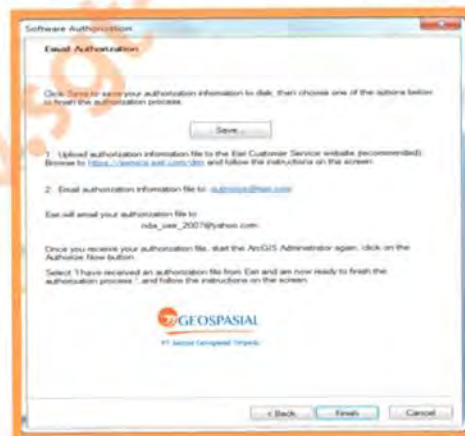 Software Authorization
Email Authorization
Click Save to save your authorization information to disk, then choose one of the options below
to finish the authorization process.
Save...
1. Upload authorization information file to the Esri Customer Service website (recommended).
Browse to and follow the instructions on the screen.
2. Email authorization information file to: authorize@esri.com
Esri will email your authorization file to:
@yahoo.com
Once you receive your authorization file, start the ArcGIS Administrator again, click on the
Authorize Now button.
Select 'I have received an authorization file from Esri and am now ready to finish the
authorization process.', and follow the instructions on the screen.
GEOSPASIAL
< Back
Finish
Cancel